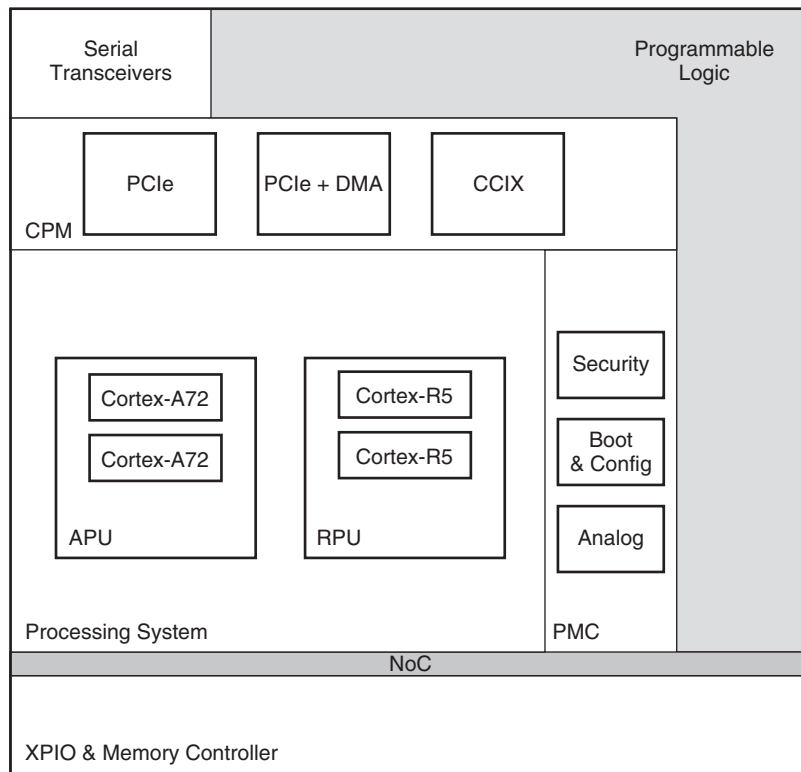 Serial
Transceivers
Programmable
Logic
PCIe
PCIe + DMA
CCIX
CPM
Security
Cortex-A72
Cortex-R5
Boot
& Config
Cortex-A72
Cortex-R5
Analog
APU
RPU
Processing System
PMC
NoC
XPIO & Memory Controller